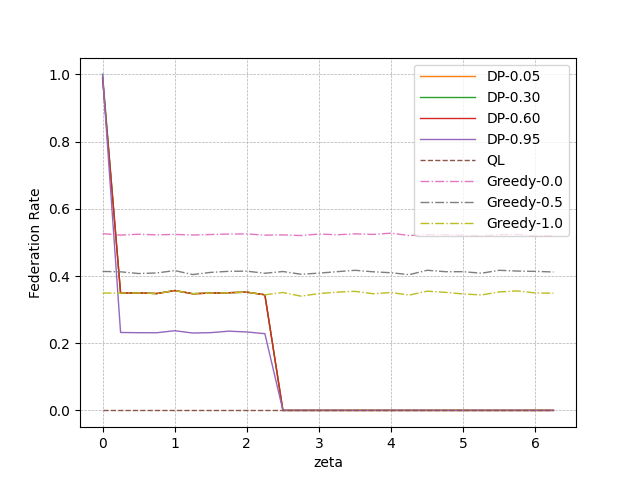 1.0
0.8
0.6
0.4
0.2
0.0
Federation Rate
0 1 2 3 4 5 6
zeta
DP-0.05
DP-0.30
DP-0.60
DP-0.95
QL
Greedy-0.0
Greedy-0.5
Greedy-1.0